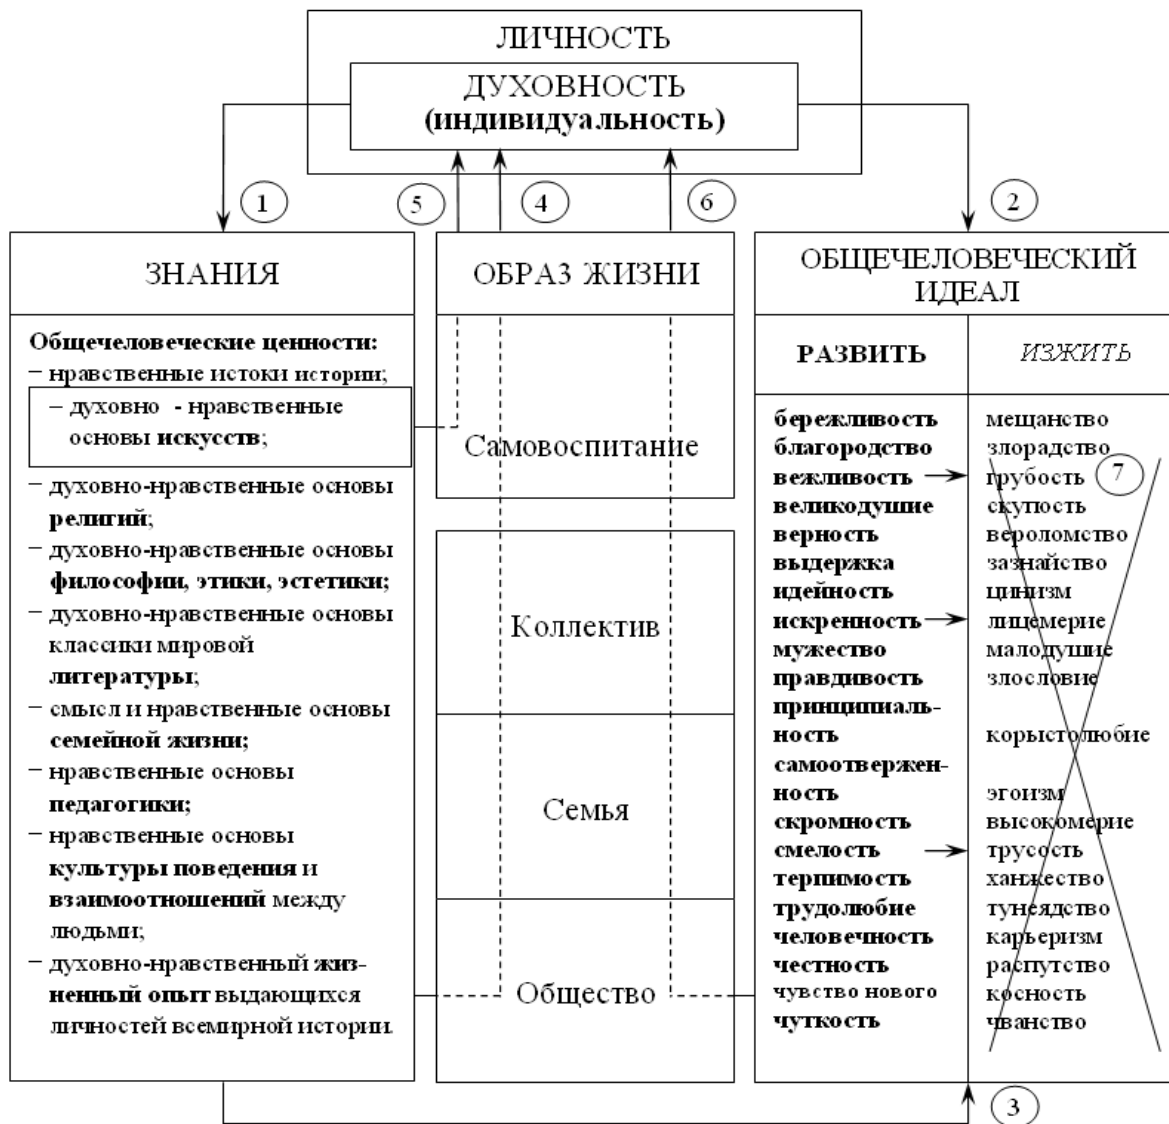 ЛИЧНОСТЬ
ДУХОВНОСТЬ
(индивидуальность)
1
5
4
6
2
ЗНАНИЯ
Общечеловеческие ценности:
– нравственные истоки истории;
– духовно - нравственные
основы искусств;
– духовно-нравственные основы
религий;
– духовно-нравственные основы
философии, этики, эстетики;
– духовно-нравственные основы
классики мировой
литературы;
– смысл и нравственные основы
семейной жизни;
– нравственные основы
педагогики;
– нравственные основы
культуры поведения и
взаимоотношений между
людьми;
– духовно-нравственный жиз-
ненный опыт выдающихся
личностей всемирной истории.
ОБРАЗ ЖИЗНИ
Самовоспитание
Коллектив
Семья
Общество
ОБЩЕЧЕЛОВЕЧЕСКИЙ
ИДЕАЛ
РАЗВИТЬ
бережливость
благородство
вежливость
великодушие
верность
выдержка
идейность
искренность
мужество
правдивость
принципиаль-
ность
самоотвержен-
ность
скромность
смелость
терпимость
трудолюбие
человечность
честность
чувство нового
чуткость
ИЗЖИТЬ
мещанство
злорадство
грубость
скупость
вероломство
зазнайство
цинизм
лицемерие
малодушие
злословие
корыстолюбие
эгоизм
высокомерие
трусость
ханжество
тунеядство
карьеризм
распутство
косность
чванство
7
3